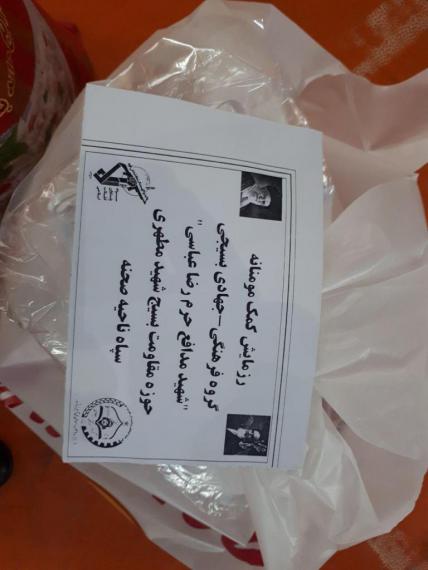 رزمایش کمک مومنانه
گروه فرهنگی-جهادی بسیجی
"شهید مدافع حرم رضا عباسی"
حوزه مقاومت بسیج شهید مطهری
سپاه ناحیه صحنه